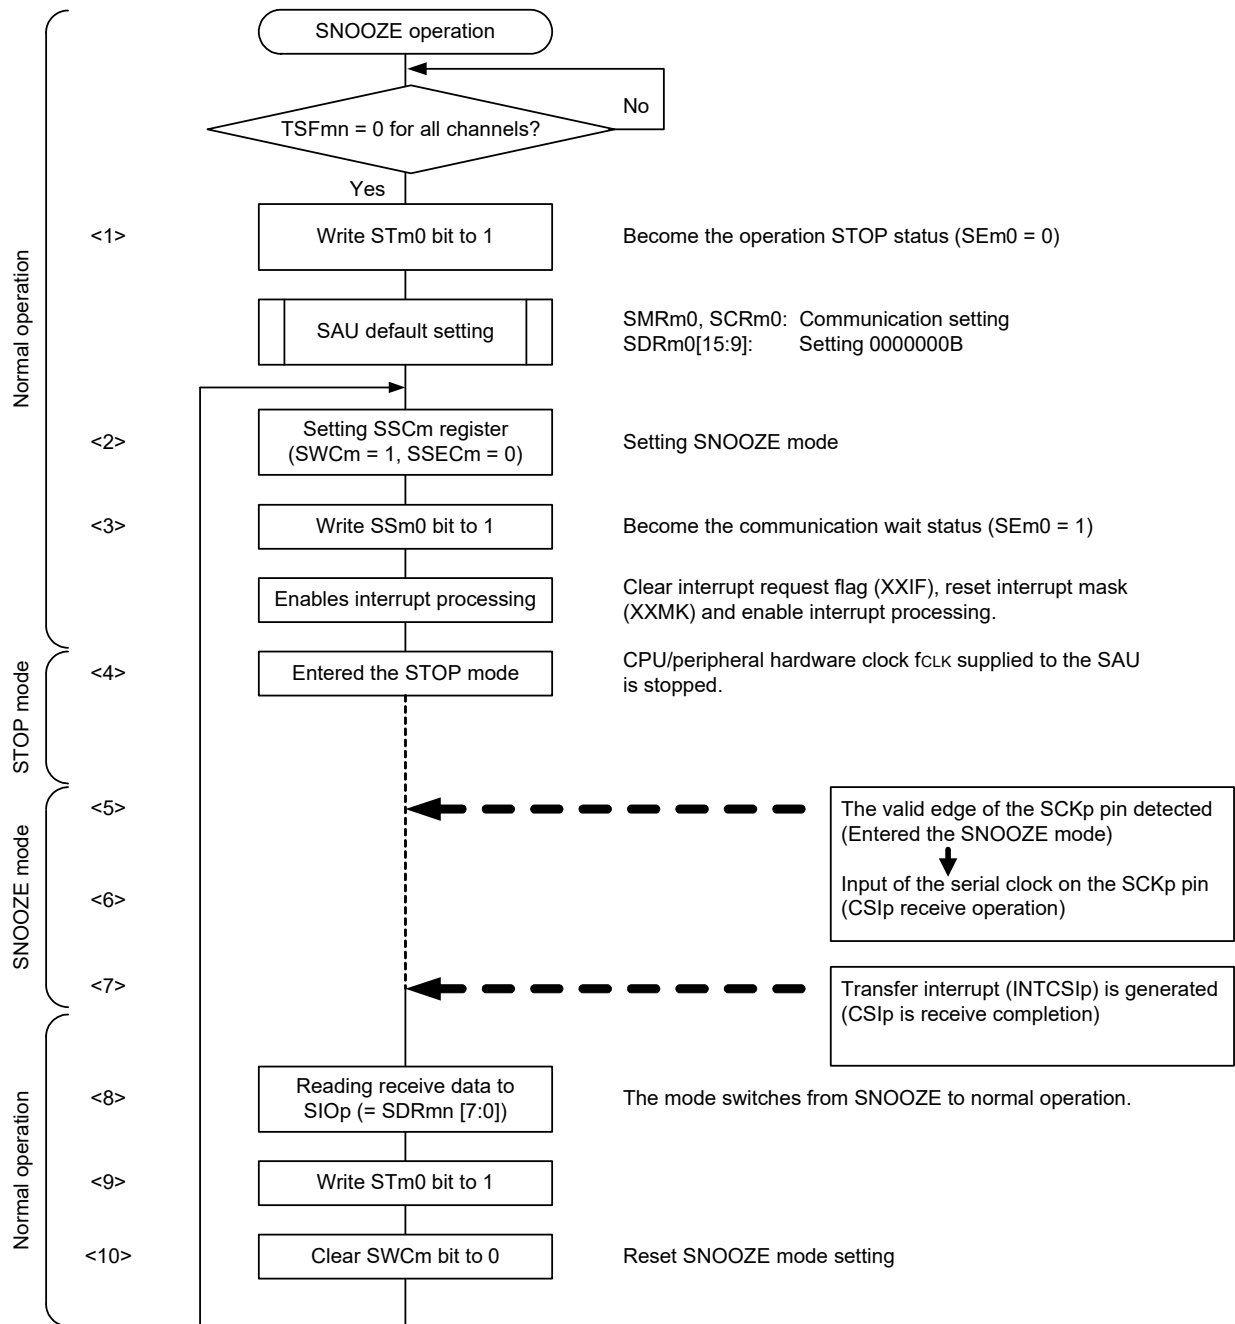 SNOOZE operation
No
TSFmn = 0 for all channels?
Yes
Normal operation
<1>
Write STm0 bit to 1
Become the operation STOP status (SEm0 = 0)
SAU default setting
SMRm0, SCRm0: Communication setting
SDRm0[15:9]: Setting 0000000B
<2>
Setting SSCm register
(SWCm = 1, SSECm = 0)
Setting SNOOZE mode
<3>
Write SSm0 bit to 1
Become the communication wait status (SEm0 = 1)
Enables interrupt processing
Clear interrupt request flag (XXIF), reset interrupt mask
(XXMK) and enable interrupt processing.
STOP mode
<4>
Entered the STOP mode
CPU/peripheral hardware clock fCLK supplied to the SAU
is stopped.
SNOOZE mode
<5>
The valid edge of the SCKp pin detected
(Entered the SNOOZE mode)
<6>
Input of the serial clock on the SCKp pin
(CSIp receive operation)
<7>
Transfer interrupt (INTCSIp) is generated
(CSIp is receive completion)
Normal operation
<8>
Reading receive data to
SIOp (= SDRmn [7:0])
The mode switches from SNOOZE to normal operation.
<9>
Write STm0 bit to 1
<10>
Clear SWCm bit to 0
Reset SNOOZE mode setting